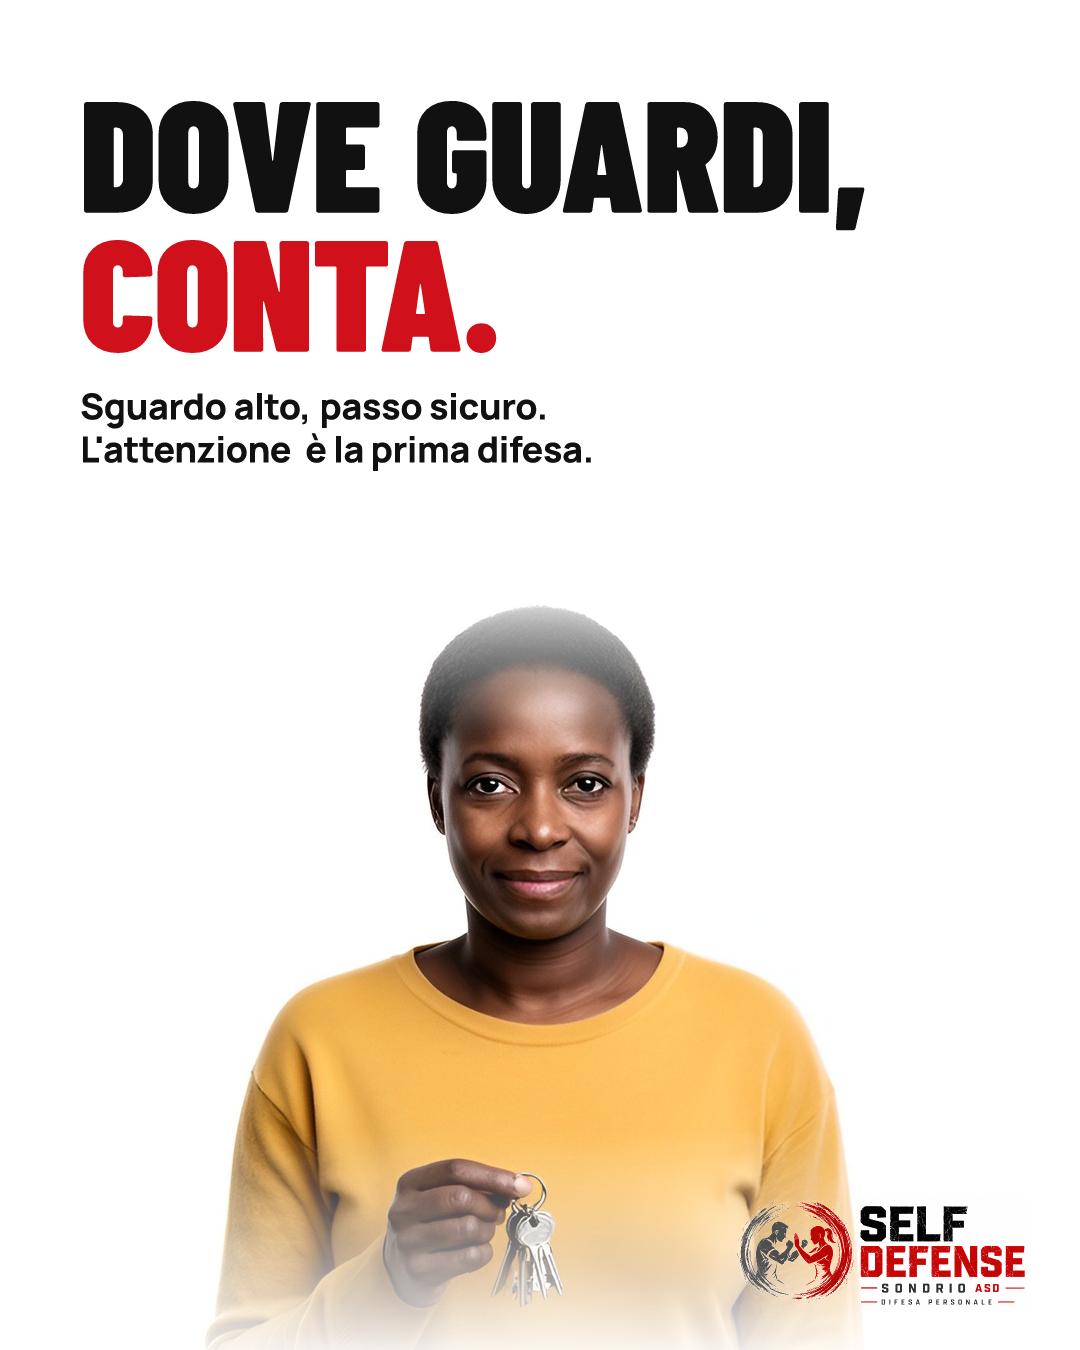 DOVE GUARDI,
CONTA.
Sguardo alto, passo sicuro.
L'attenzione è la prima difesa.
SELF
DEFENSE
SONDRIO ASD
DIFESA PERSONALE